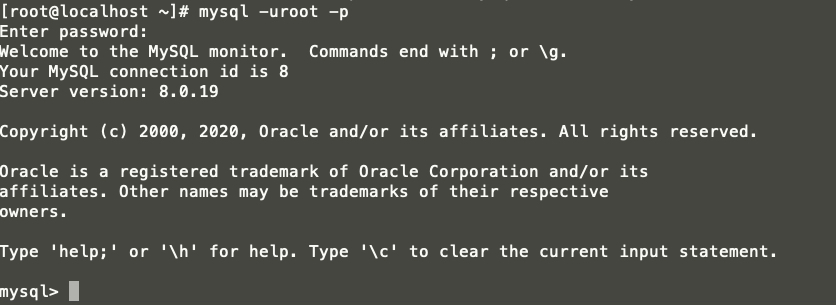 [root@localhost ~]# mysql -uroot -p
Enter password:
Welcome to the MySQL monitor.  Commands end with ; or \g.
Your MySQL connection id is 8
Server version: 8.0.19
Copyright (c) 2000, 2020, Oracle and/or its affiliates. All rights reserved.
Oracle is a registered trademark of Oracle Corporation and/or its
affiliates. Other names may be trademarks of their respective
owners.
Type 'help;' or '\h' for help. Type '\c' to clear the current input statement.
mysql>